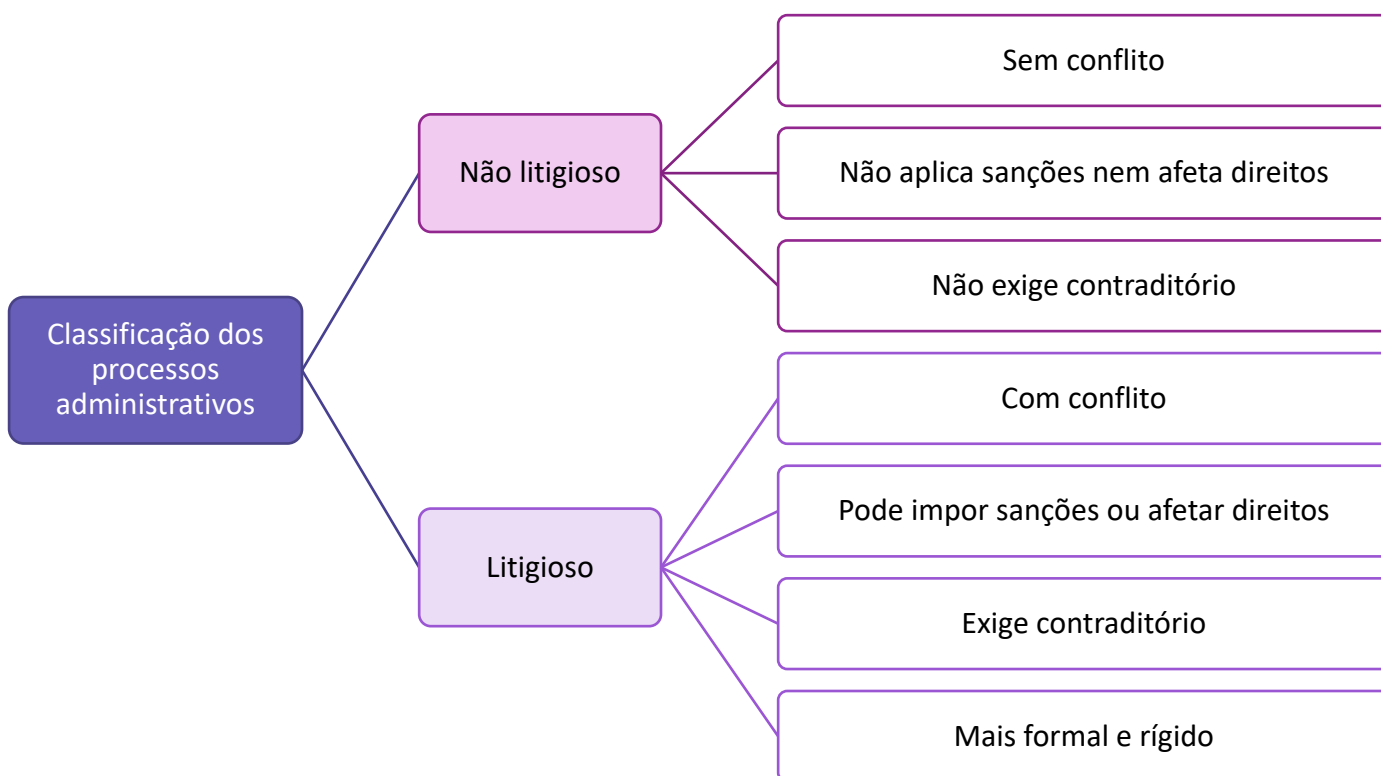 Classificação dos
processos
administrativos
Não litigioso
Sem conflito
Não aplica sanções nem afeta direitos
Não exige contraditório
Litigioso
Com conflito
Pode impor sanções ou afetar direitos
Exige contraditório
Mais formal e rígido